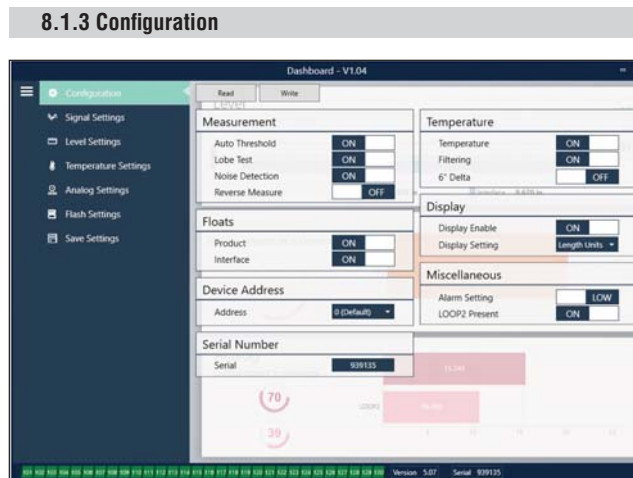 8.1.3 Configuration
Dashboard - V1.04
Configuration
Read
Write
Signal Settings
Level Settings
Temperature Settings
Analog Settings
Flash Settings
Save Settings
Level
Measurement
Auto Threshold ON
Lobe Test ON
Noise Detection ON
Reverse Measure OFF
Floats
Product ON
Interface ON
Device Address
Address 0 (Default)
Serial Number
Serial 939135
Temperature
Temperature ON
Filtering ON
6" Delta OFF
Display
Display Enable ON
Display Setting Length Units
Miscellaneous
Alarm Setting LOW
LOOP2 Present ON
70
LOOP2
39
Version 5.07 Serial 939135